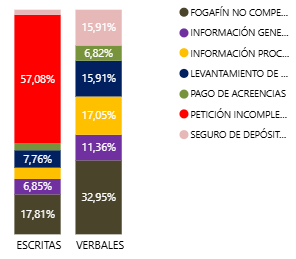 57,08%
7,76%
6,85%
17,81%
15,91%
6,82%
15,91%
17,05%
11,36%
32,95%
ESCRITAS
VERBALES
FOGAFÍN NO COMPE...
INFORMACIÓN GENE...
INFORMACIÓN PROC...
LEVANTAMIENTO DE ...
PAGO DE ACREENCIAS
PETICIÓN INCOMPLE...
SEGURO DE DEPÓSIT...